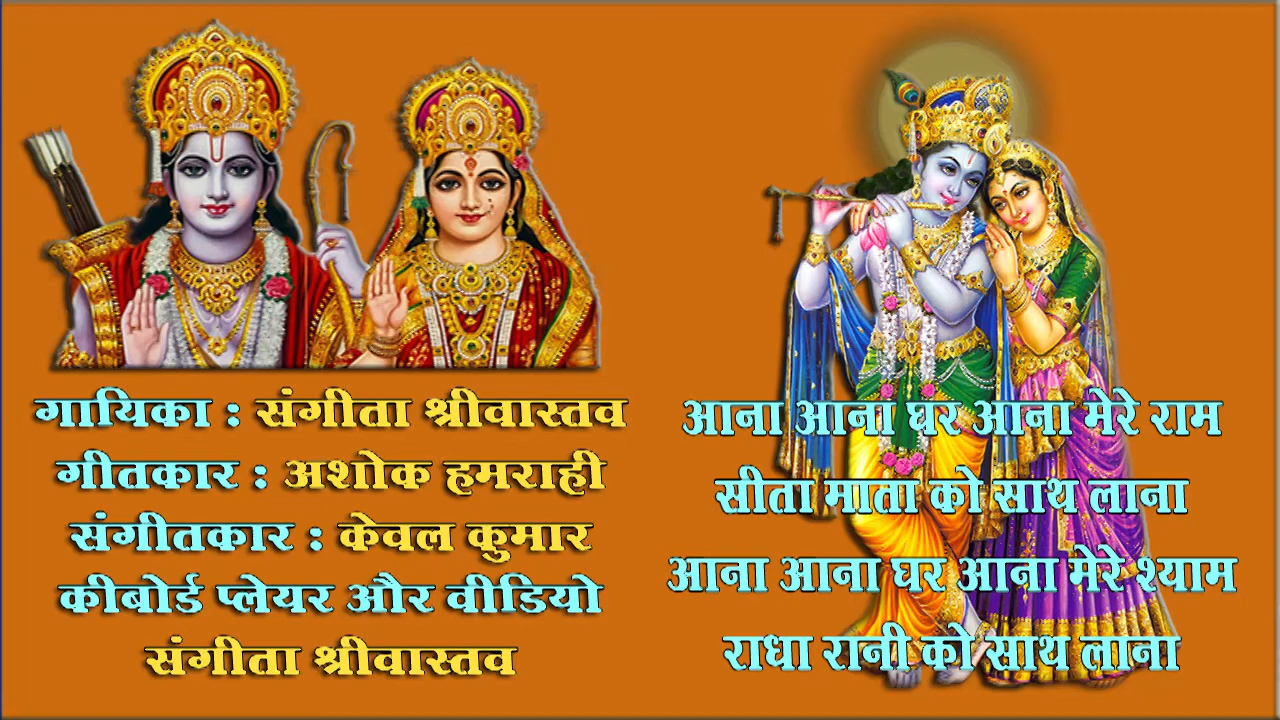 गायिका : संगीता श्रीवास्तव
गीतकार : अशोक हमराही
संगीतकार : केवल कुमार
कीबोर्ड प्लेयर और वीडियो
संगीता श्रीवास्तव
आना आना घर आना मेरे राम
सीता माता को साथ लाना
आना आना घर आना मेरे श्याम
राधा रानी को साथ लाना